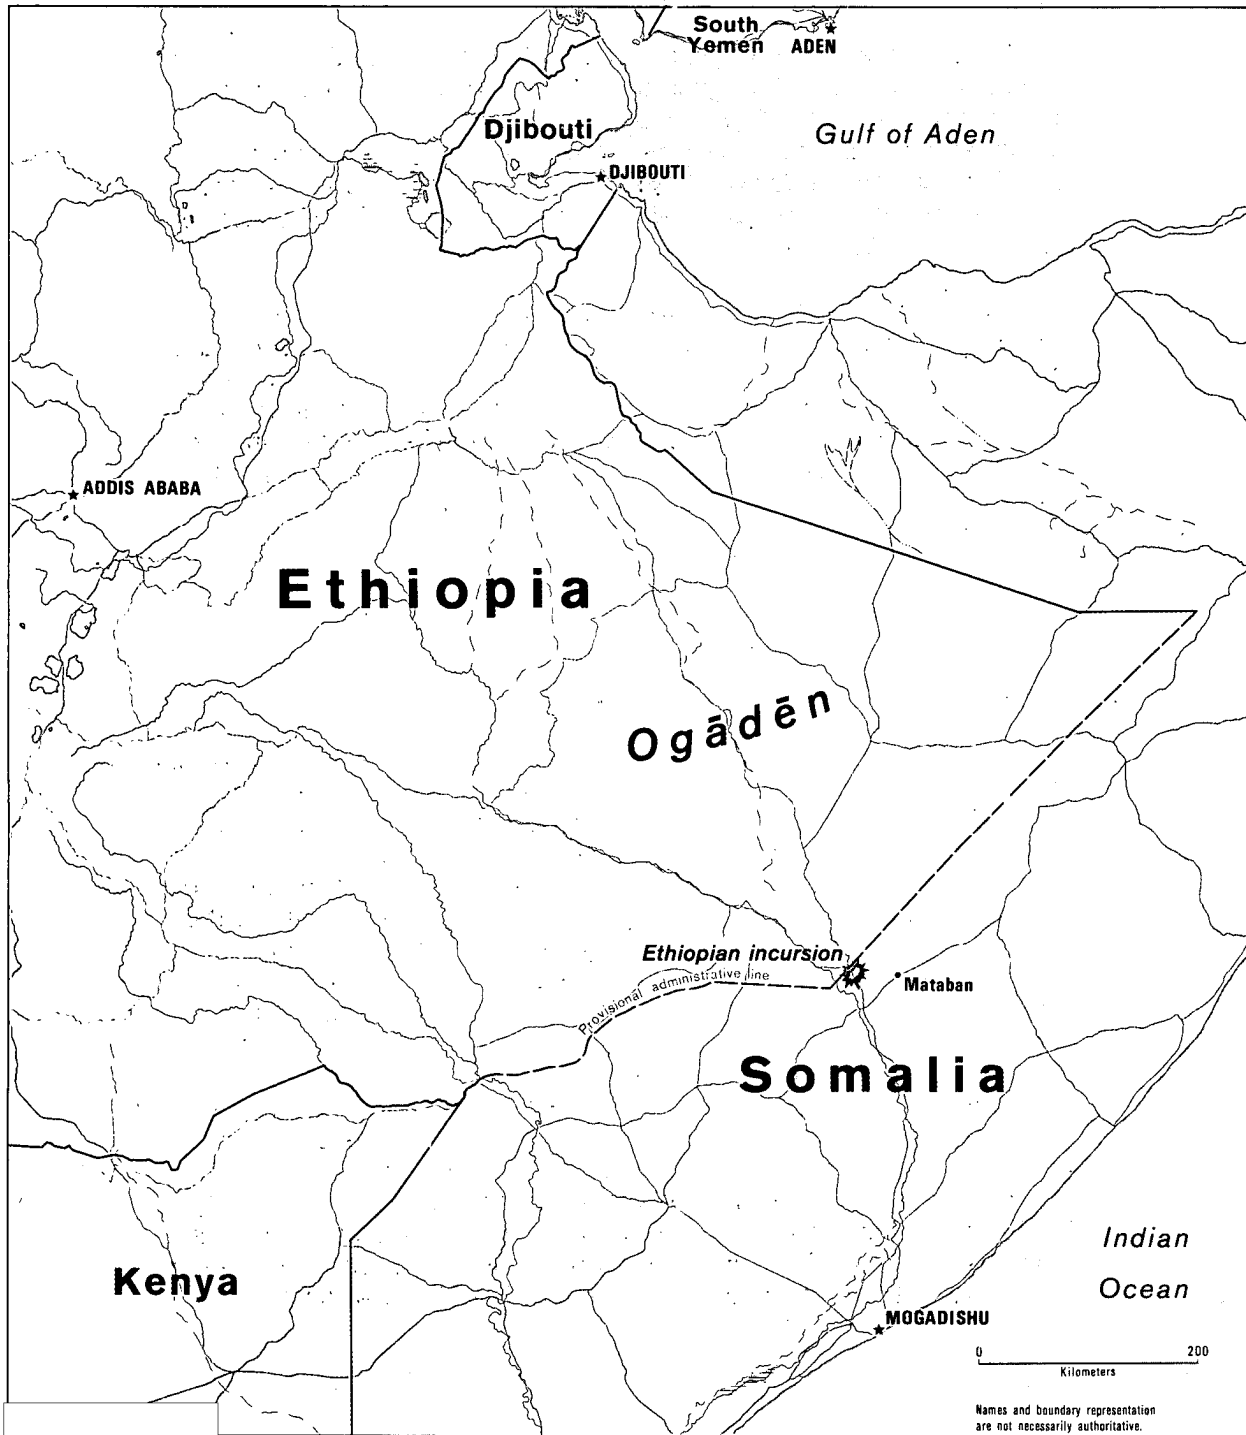 South
Yemen
ADEN
Djibouti
Gulf of Aden
DJIBOUTI
ADDIS ABABA
Ethiopia
Ogādēn
Ethiopian incursion
Provisional administrative line
Mataban
Somalia
Indian
Ocean
Kenya
MOGADISHU
0 200
Kilometers
Names and boundary representation
are not necessarily authoritative.